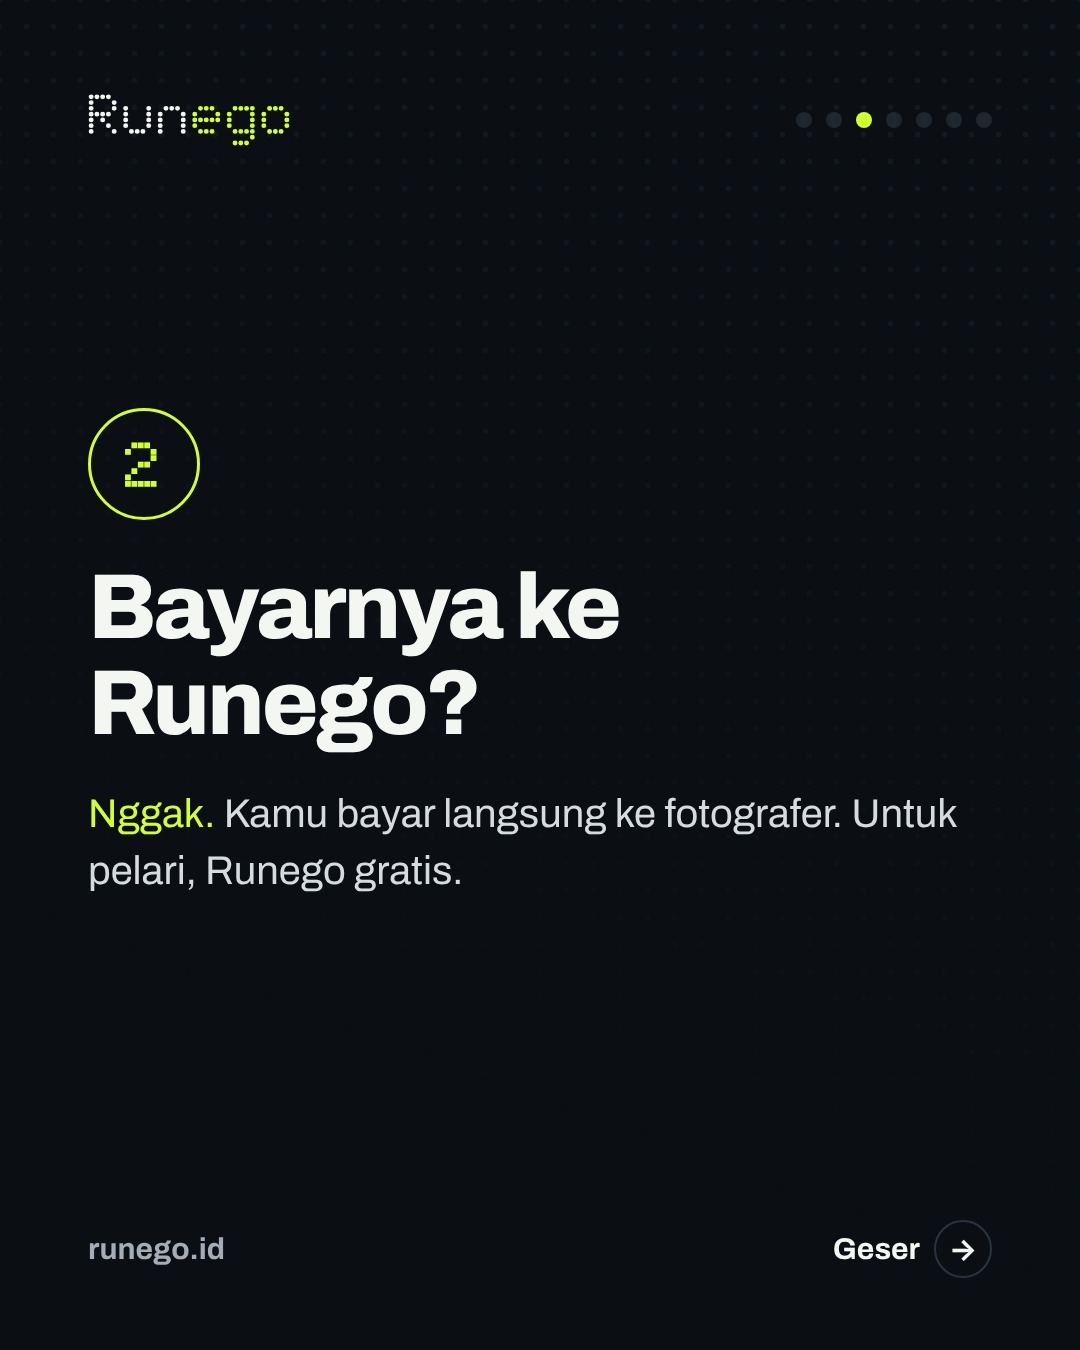 Runego
2
Bayarnya ke
Runego?
Nggak. Kamu bayar langsung ke fotografer. Untuk
pelari, Runego gratis.
runego.id
Geser →